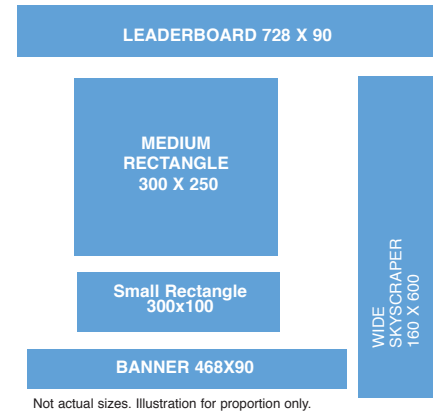 LEADERBOARD 728 X 90
MEDIUM
RECTANGLE
300 X 250
Small Rectangle
300x100
BANNER 468X90
WIDE
SKYSCRAPER
160 X 600
Not actual sizes. Illustration for proportion only.